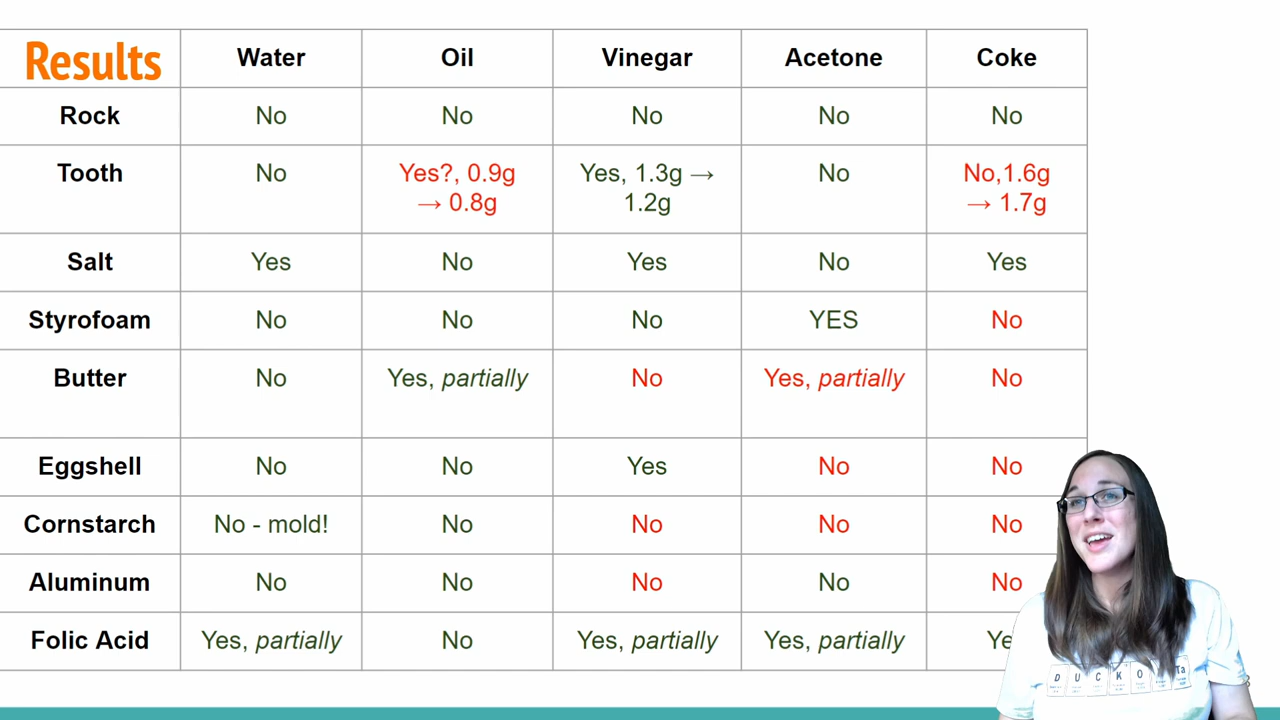 Results Water Oil Vinegar Acetone Coke
Rock No No No No No
Tooth No Yes?, 0.9g Yes, 1.3g → No No,1.6g
→ 0.8g 1.2g → 1.7g
Salt Yes No Yes No Yes
Styrofoam No No No YES No
Butter No Yes, partially No Yes, partially No
Eggshell No No Yes No No
Cornstarch No - mold! No No No No
Aluminum No No No No No
Folic Acid Yes, partially No Yes, partially Yes, partially
D U C K O Ta